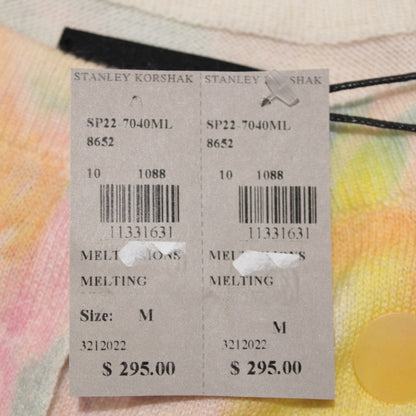 STANLEY KORSHAK
SP22-7040ML
8652
10 1088
11331631
MELTING
Size: M
3212022
$ 295.00
STANLEY KORSHAK
SP22-7040ML
8652
10 1088
11331631
MELTING
M
3212022
$ 295.00